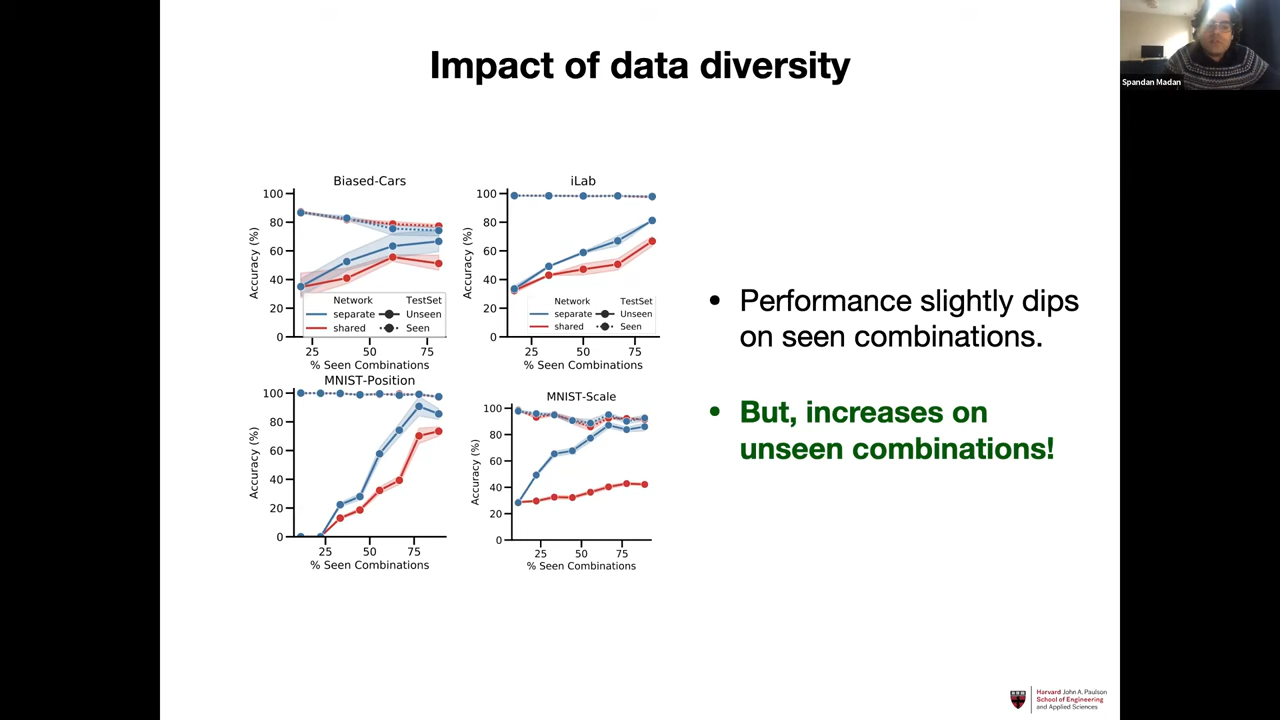 Impact of data diversity
Spandan Madan
Biased-Cars
100
80
60
40
20
0
Accuracy (%)
Network
TestSet
separate
Unseen
shared
Seen
25
50
75
% Seen Combinations
iLab
100
80
60
40
20
0
Accuracy (%)
Network
TestSet
separate
Unseen
shared
Seen
25
50
75
% Seen Combinations
MNIST-Position
100
80
60
40
20
0
Accuracy (%)
25
50
75
% Seen Combinations
MNIST-Scale
100
80
60
40
20
0
Accuracy (%)
25
50
75
% Seen Combinations
• Performance slightly dips
on seen combinations.
• But, increases on
unseen combinations!
Harvard John A. Paulson
School of Engineering
and Applied Sciences